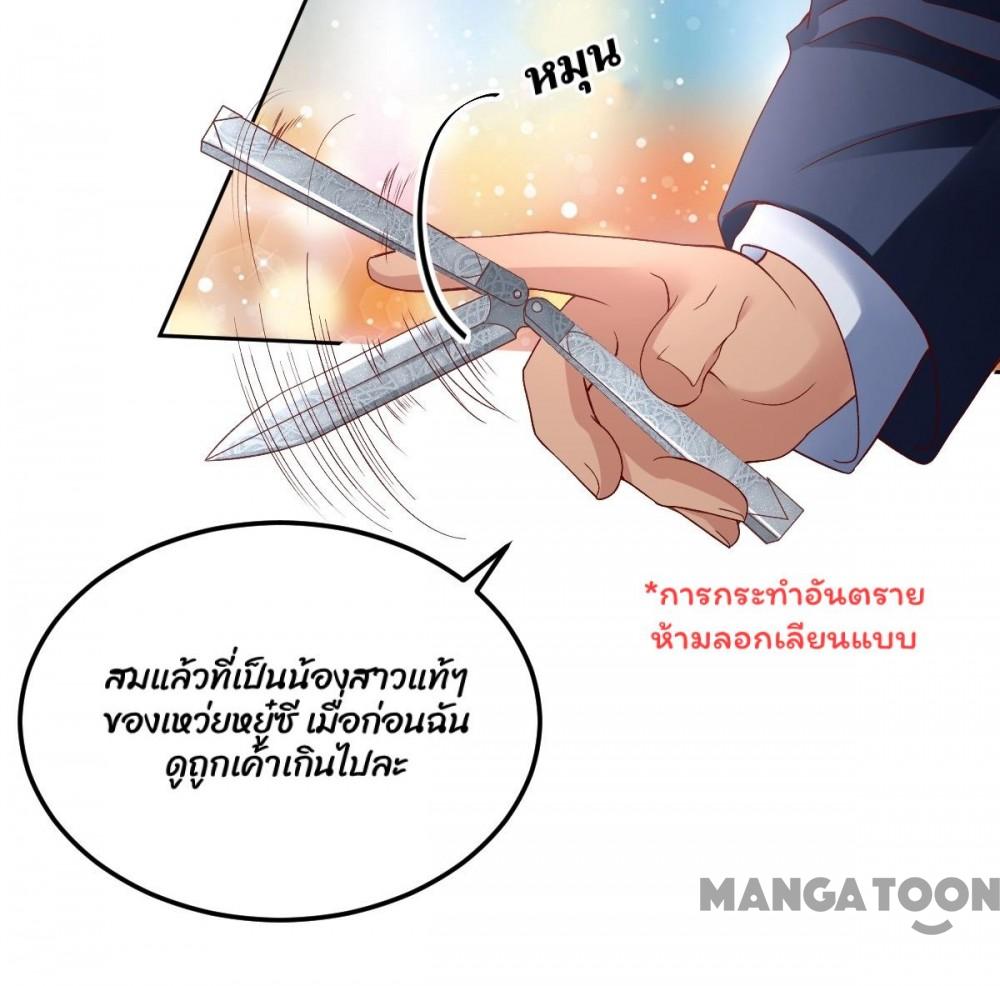 หมุน
*การกระทำอันตราย
ห้ามลอกเลียนแบบ
สมแล้วที่เป็นน้องสาวแท้ๆ
ของเหว่ยหยู๋ซี เมื่อก่อนฉัน
ดูถูกเค้าเกินไปละ
MANGATOON